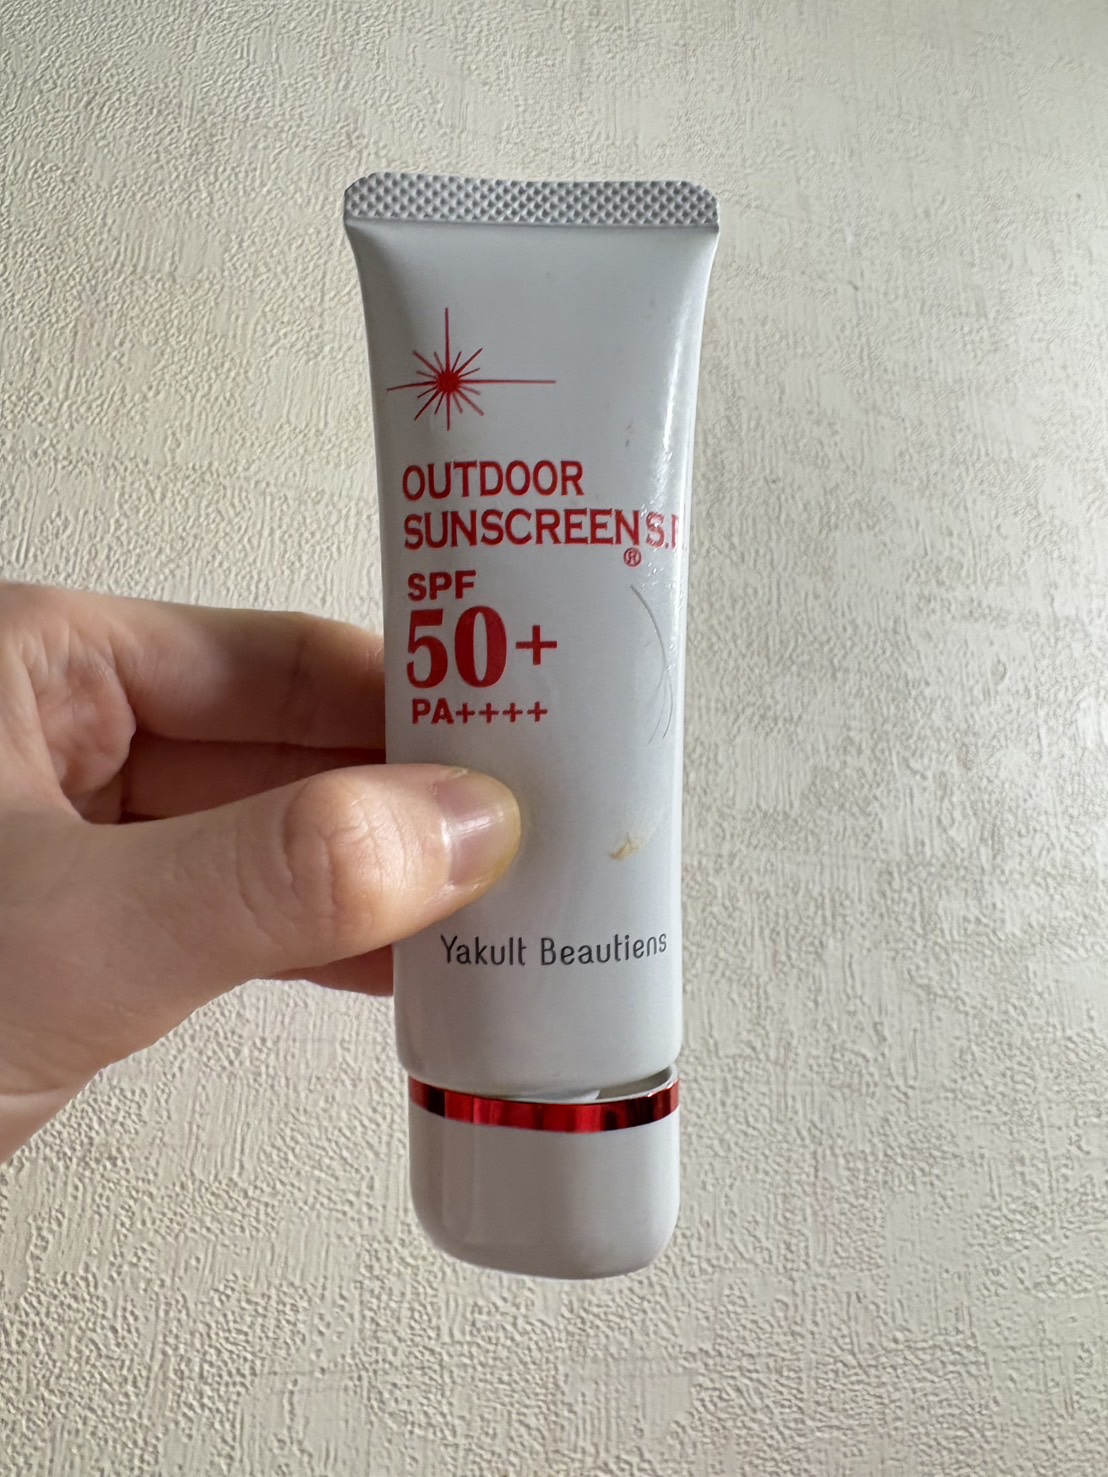 OUTDOOR
SUNSCREEN®
SPF
50+
PA++++
Yakult Beautiens